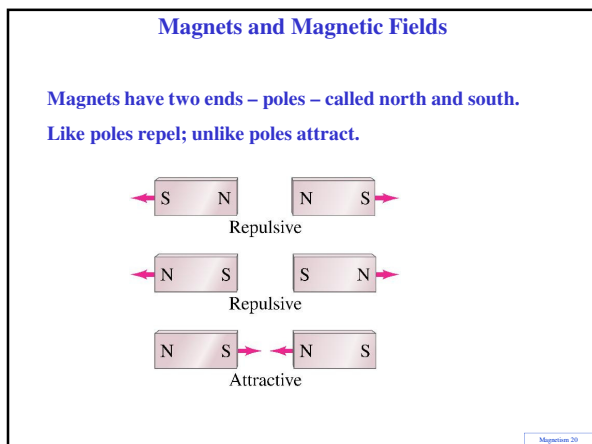 Magnets and Magnetic Fields
Magnets have two ends – poles – called north and south.
Like poles repel; unlike poles attract.
S N N S
Repulsive
N S S N
Repulsive
N S N S
Attractive
Magnetism 20